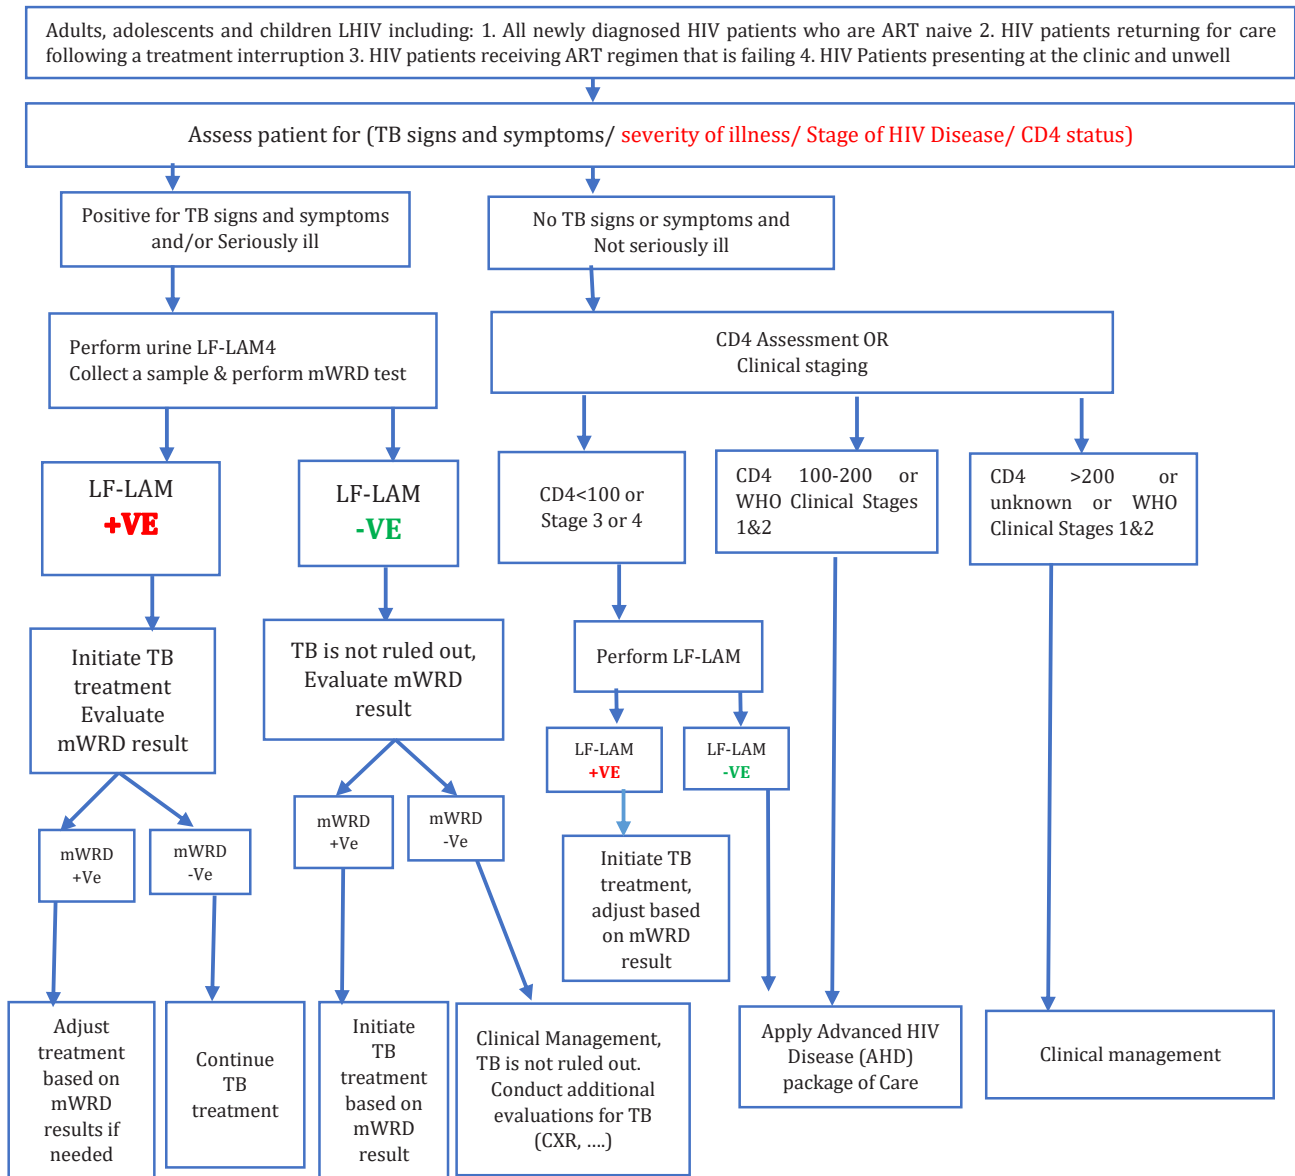 Adults, adolescents and children LHIV including: 1. All newly diagnosed HIV patients who are ART naive 2. HIV patients returning for care
following a treatment interruption 3. HIV patients receiving ART regimen that is failing 4. HIV Patients presenting at the clinic and unwell
Assess patient for (TB signs and symptoms/ severity of illness/ Stage of HIV Disease/ CD4 status)
Positive for TB signs and symptoms
and/or Seriously ill
No TB signs or symptoms and
Not seriously ill
Perform urine LF-LAM4
Collect a sample & perform mWRD test
CD4 Assessment OR
Clinical staging
LF-LAM
+VE
LF-LAM
-VE
CD4<100 or
Stage 3 or 4
CD4 100-200 or
WHO Clinical Stages
1&2
CD4 >200 or
unknown or WHO
Clinical Stages 1&2
Initiate TB
treatment
Evaluate
mWRD result
TB is not ruled out,
Evaluate mWRD
result
Perform LF-LAM
LF-LAM
+VE
LF-LAM
-VE
mWRD
+Ve
mWRD
-Ve
mWRD
+Ve
mWRD
-Ve
Initiate TB
treatment,
adjust based
on mWRD
result
Adjust
treatment
based on
mWRD
results if
needed
Continue
TB
treatment
Initiate
TB
treatment
based on
mWRD
result
Clinical Management,
TB is not ruled out.
Conduct additional
evaluations for TB
(CXR, ....)
Apply Advanced HIV
Disease (AHD)
package of Care
Clinical management